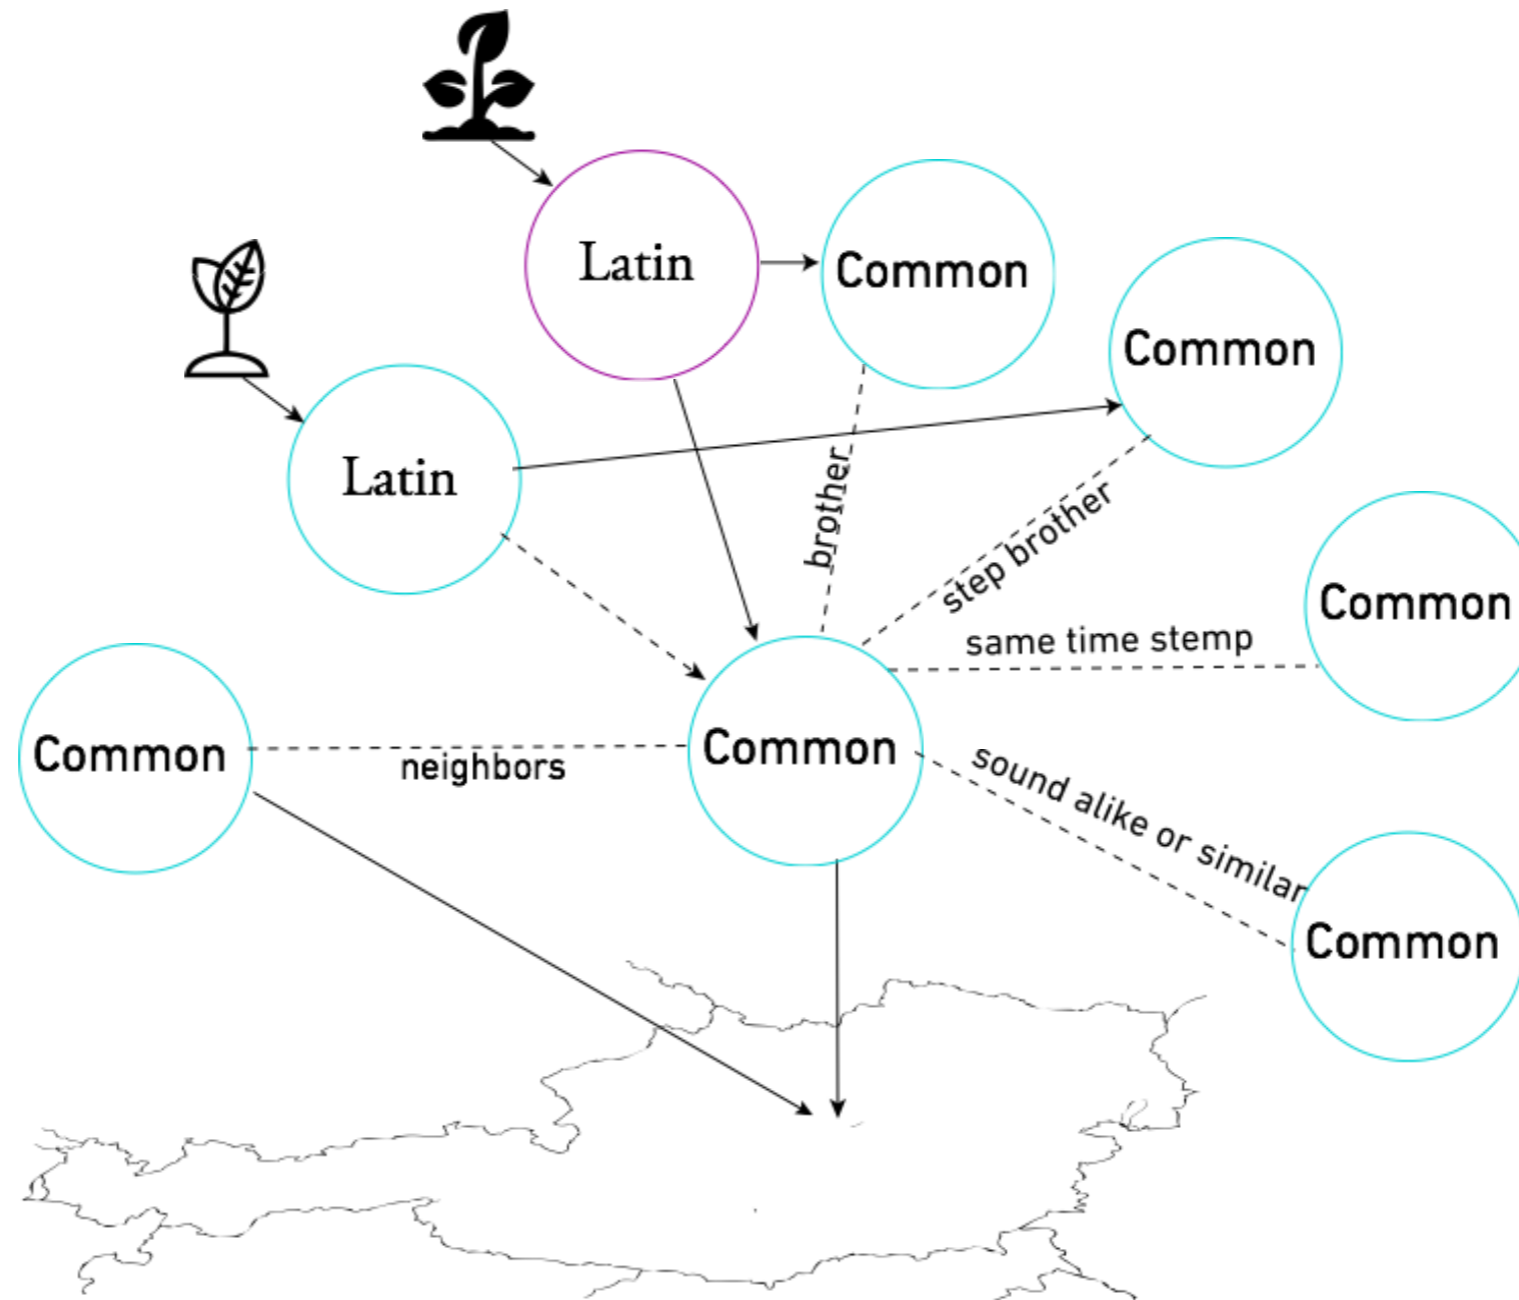 Latin
Common
Common
Latin
brother
step brother
Common
same time stemp
Common
neighbors
Common
sound alike or similar
Common